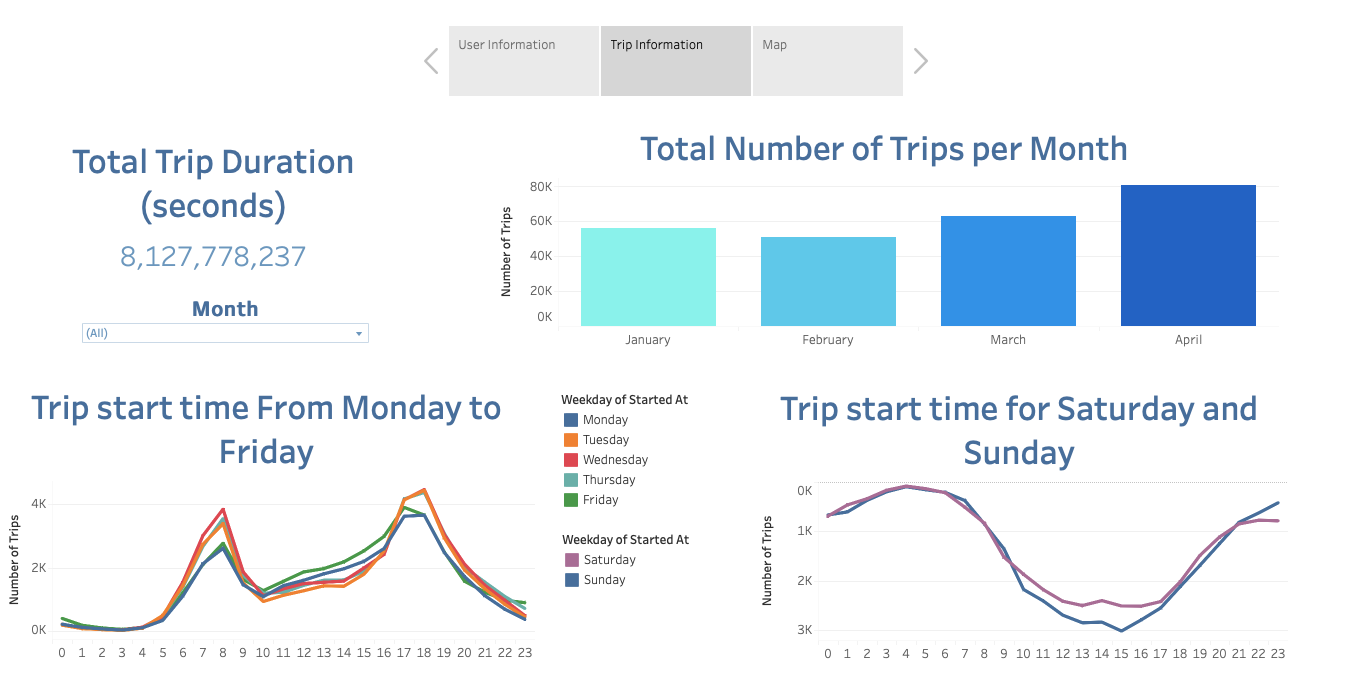 User Information
Trip Information
Map
Total Trip Duration
(seconds)
8,127,778,237
Month
(All)
Total Number of Trips per Month
Number of Trips
80K
60K
40K
20K
0K
January February March April
Trip start time From Monday to
Friday
Number of Trips
4K
2K
0K
0 1 2 3 4 5 6 7 8 9 10 11 12 13 14 15 16 17 18 19 20 21 22 23
Weekday of Started At
Monday
Tuesday
Wednesday
Thursday
Friday
Weekday of Started At
Saturday
Sunday
Trip start time for Saturday and
Sunday
Number of Trips
0K
1K
2K
3K
0 1 2 3 4 5 6 7 8 9 10 11 12 13 14 15 16 17 18 19 20 21 22 23